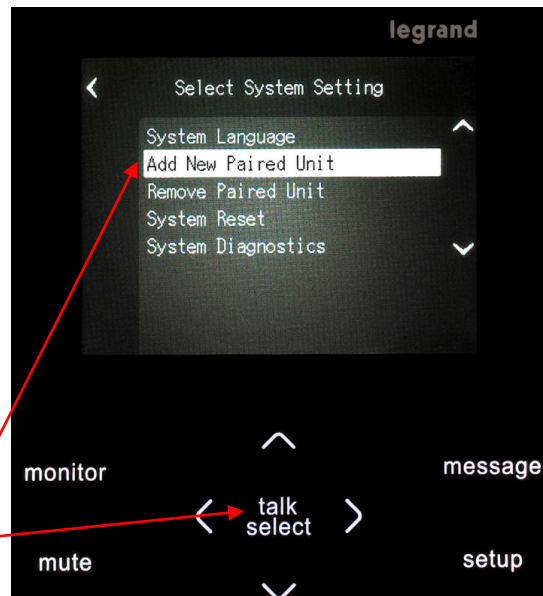 legrand
Select System Setting
System Language
Add New Paired Unit
Remove Paired Unit
System Reset
System Diagnostics
monitor
message
talk
select
mute
setup